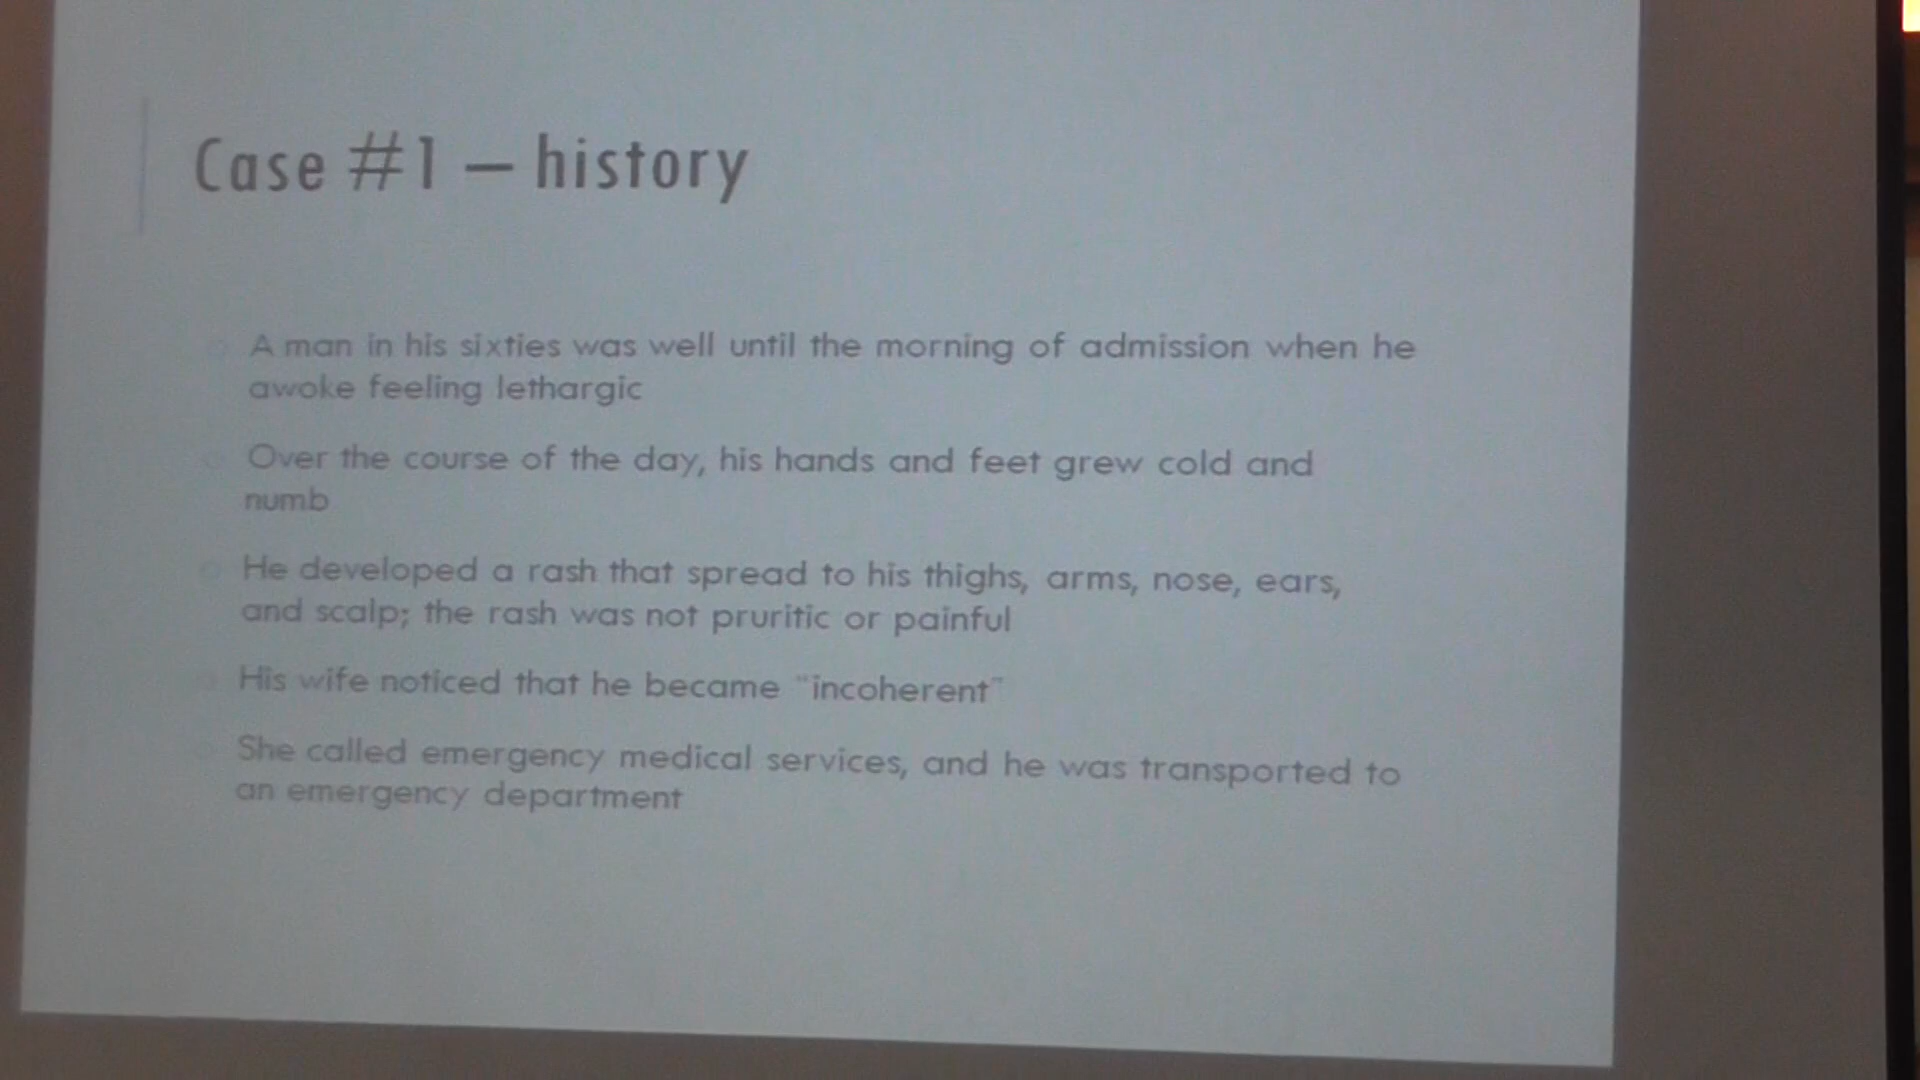 Case #1 – history
A man in his sixties was well until the morning of admission when he
awoke feeling lethargic
Over the course of the day, his hands and feet grew cold and
numb
He developed a rash that spread to his thighs, arms, nose, ears,
and scalp; the rash was not pruritic or painful
His wife noticed that he became "incoherent"
She called emergency medical services, and he was transported to
an emergency department